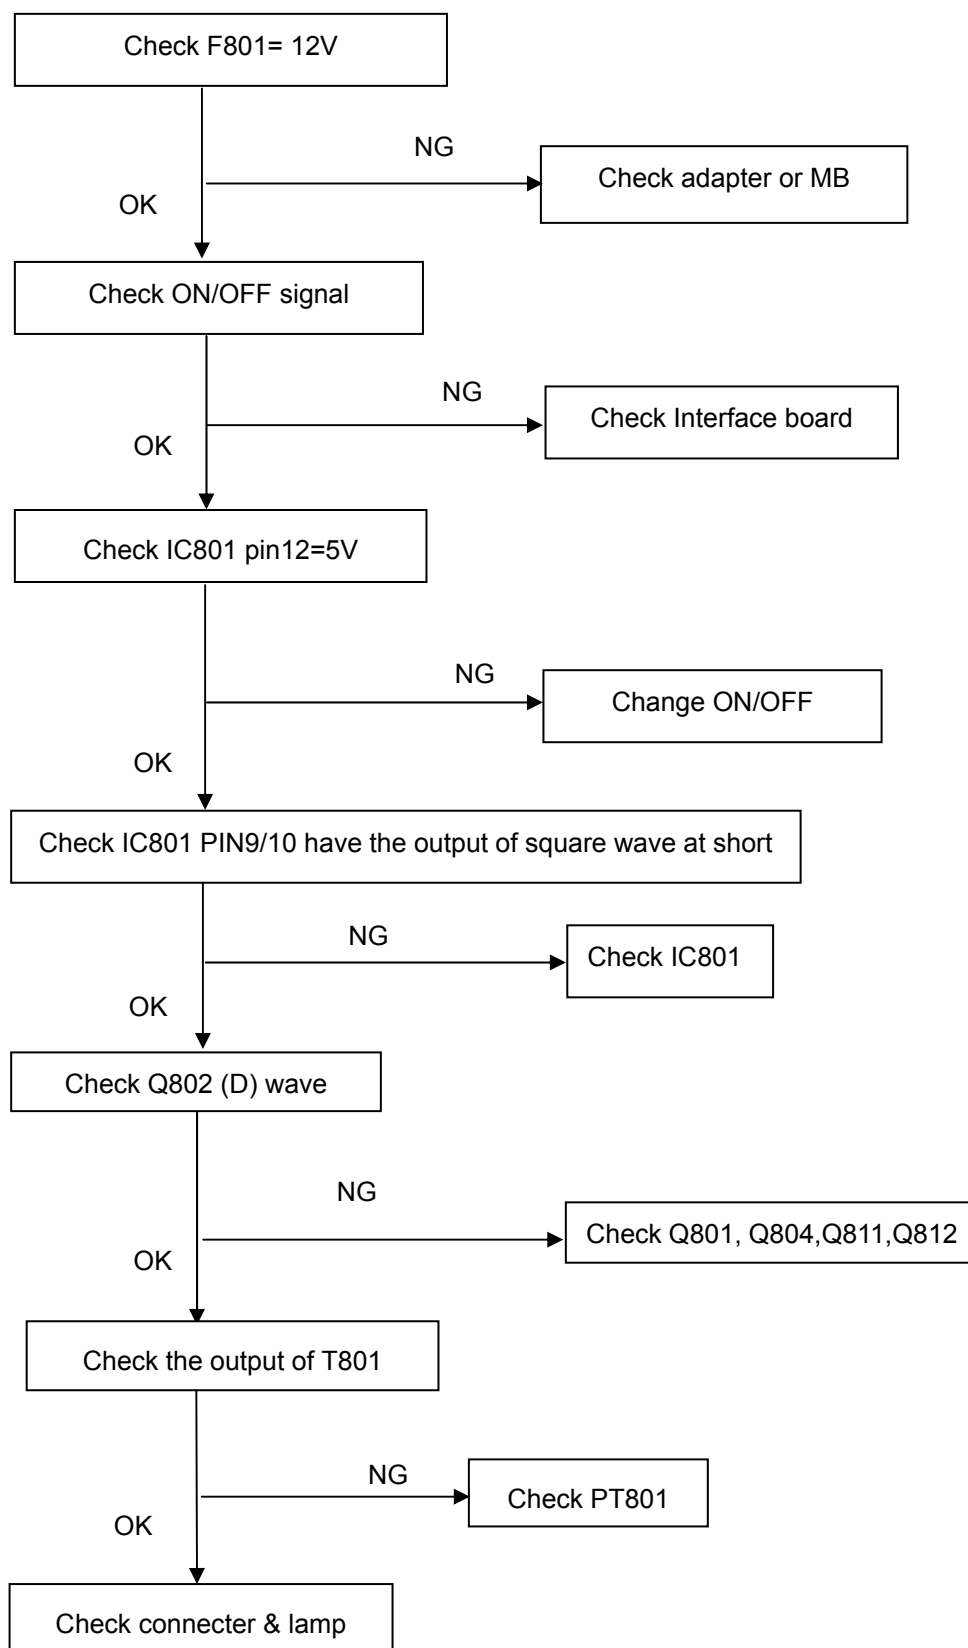 Check F801= 12V
NG
Check adapter or MB
OK
Check ON/OFF signal
NG
Check Interface board
OK
Check IC801 pin12=5V
NG
Change ON/OFF
OK
Check IC801 PIN9/10 have the output of square wave at short
NG
Check IC801
OK
Check Q802 (D) wave
NG
Check Q801, Q804,Q811,Q812
OK
Check the output of T801
NG
Check PT801
OK
Check connecter & lamp